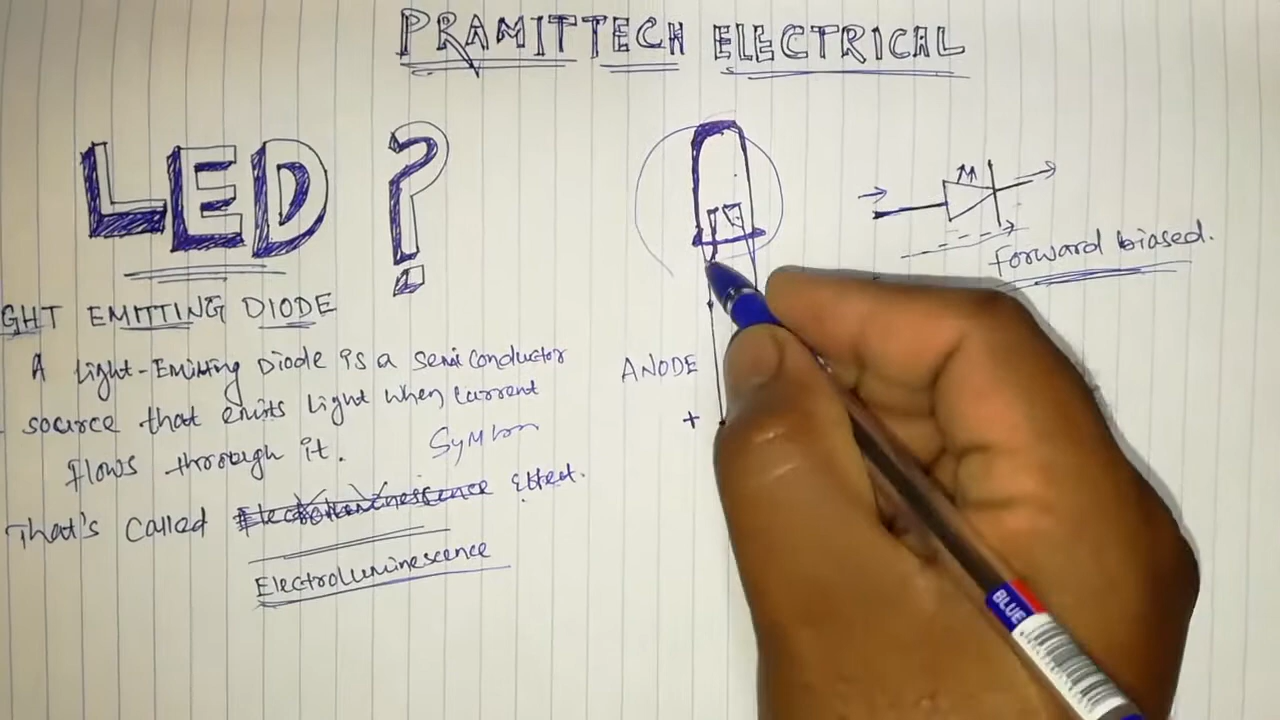 PRAMITTECH ELECTRICAL
LED ?
GHT EMITTING DIODE
A Light-Emitting Diode is a semiconductor
source that emits light when current
flows through it.
That's called Electroluminescence Effect.
Electroluminescence
ANODE
+
Forward biased.
BLUE